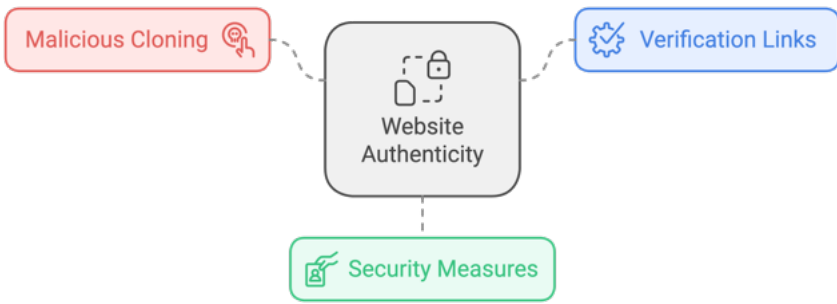 Malicious Cloning
Verification Links
Website
Authenticity
Security Measures